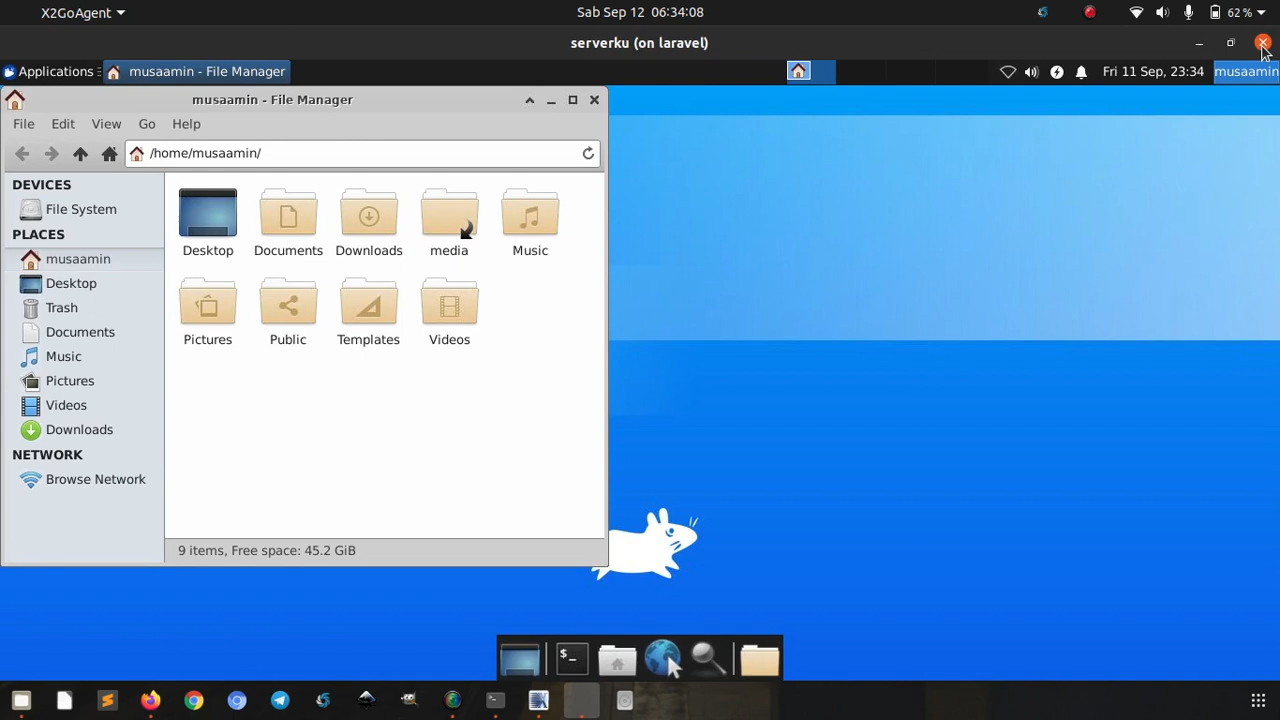 X2GoAgent
Sab Sep 12 06:34:08
62 %
serverku (on laravel)
Applications
musaamin - File Manager
Fri 11 Sep, 23:34
musaamin
musaamin - File Manager
File
Edit
View
Go
Help
/home/musaamin/
DEVICES
File System
PLACES
musaamin
Desktop
Trash
Documents
Music
Pictures
Videos
Downloads
NETWORK
Browse Network
Desktop
Documents
Downloads
media
Music
Pictures
Public
Templates
Videos
9 items, Free space: 45.2 GiB
$_